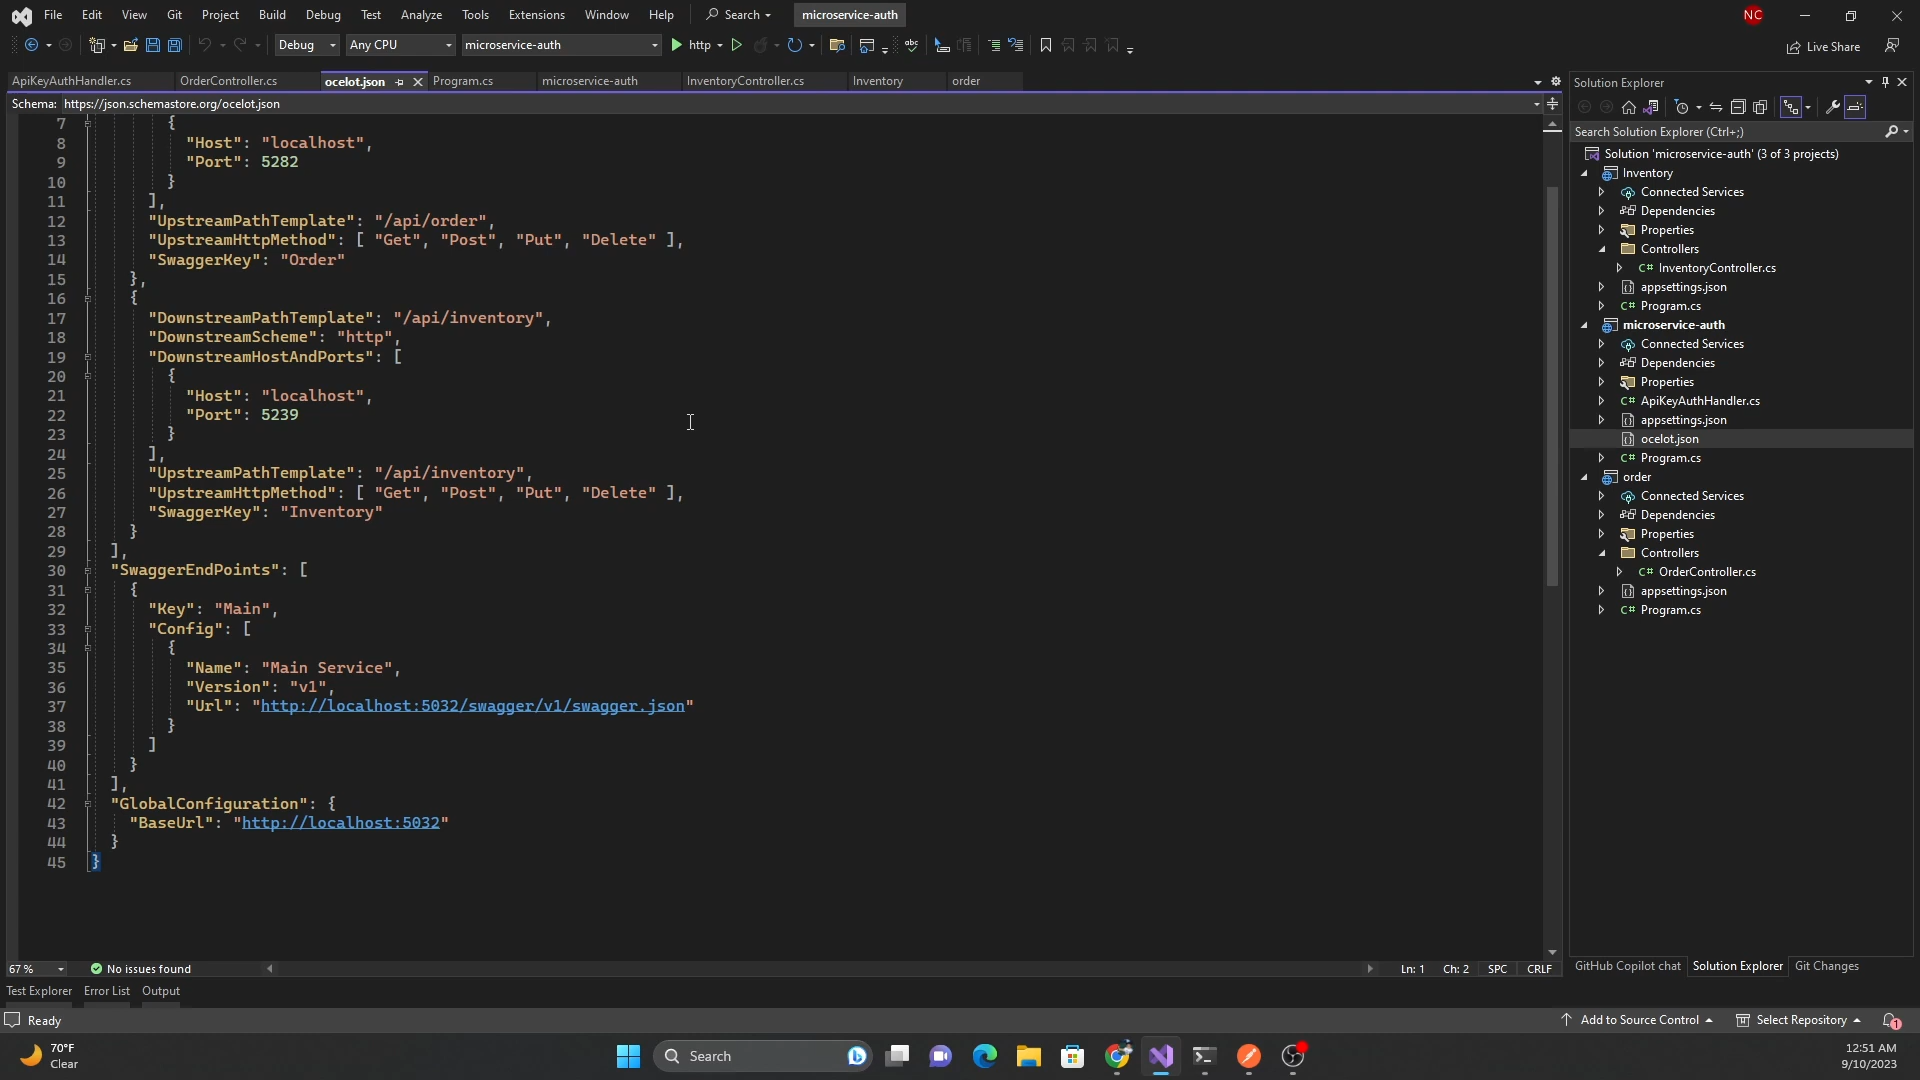 File Edit View Git Project Build Debug Test Analyze Tools Extensions Window Help Search microservice-auth NC
Debug Any CPU microservice-auth http Live Share
ApiKeyAuthHandler.cs OrderController.cs ocelot.json Program.cs microservice-auth InventoryController.cs Inventory order
Schema: https://json.schemastore.org/ocelot.json
7 {
8 "Host": "localhost",
9 "Port": 5282
10 }
11 ],
12 "UpstreamPathTemplate": "/api/order",
13 "UpstreamHttpMethod": [ "Get", "Post", "Put", "Delete" ],
14 "SwaggerKey": "Order"
15 },
16 {
17 "DownstreamPathTemplate": "/api/inventory",
18 "DownstreamScheme": "http",
19 "DownstreamHostAndPorts": [
20 {
21 "Host": "localhost",
22 "Port": 5239
23 }
24 ],
25 "UpstreamPathTemplate": "/api/inventory",
26 "UpstreamHttpMethod": [ "Get", "Post", "Put", "Delete" ],
27 "SwaggerKey": "Inventory"
28 }
29 ],
30 "SwaggerEndPoints": [
31 {
32 "Key": "Main",
33 "Config": [
34 {
35 "Name": "Main Service",
36 "Version": "v1",
37 "Url": "http://localhost:5032/swagger/v1/swagger.json"
38 }
39 ]
40 }
41 ],
42 "GlobalConfiguration": {
43 "BaseUrl": "http://localhost:5032"
44 }
45 }
67 % No issues found Ln: 1 Ch: 2 SPC CRLF
Test Explorer Error List Output
Solution Explorer
Search Solution Explorer (Ctrl+;)
Solution 'microservice-auth' (3 of 3 projects)
Inventory
Connected Services
Dependencies
Properties
Controllers
C# InventoryController.cs
appsettings.json
C# Program.cs
microservice-auth
Connected Services
Dependencies
Properties
C# ApiKeyAuthHandler.cs
appsettings.json
ocelot.json
C# Program.cs
order
Connected Services
Dependencies
Properties
Controllers
C# OrderController.cs
appsettings.json
C# Program.cs
GitHub Copilot chat Solution Explorer Git Changes
Ready Add to Source Control Select Repository 1
70°F
Clear
Search
12:51 AM
9/10/2023